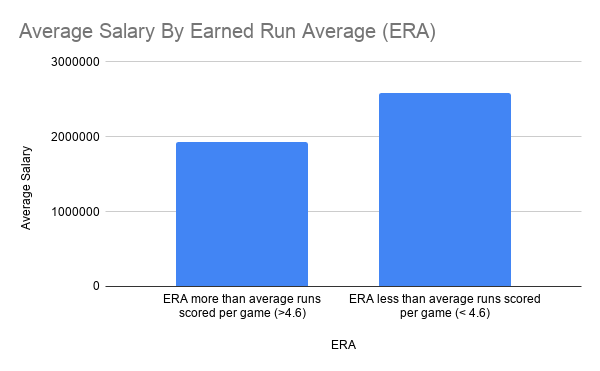 Average Salary By Earned Run Average (ERA)
3000000
2000000
1000000
0
Average Salary
ERA more than average runs
scored per game (>4.6)
ERA less than average runs scored
per game (< 4.6)
ERA